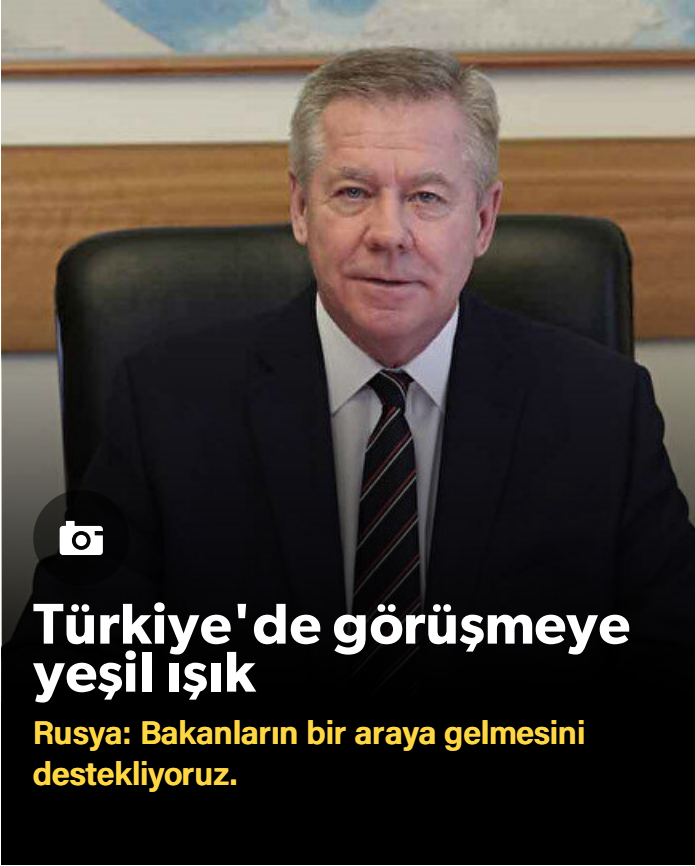 Türkiye'de görüşmeye
yeşil ışık
Rusya: Bakanların bir araya gelmesini
destekliyoruz.